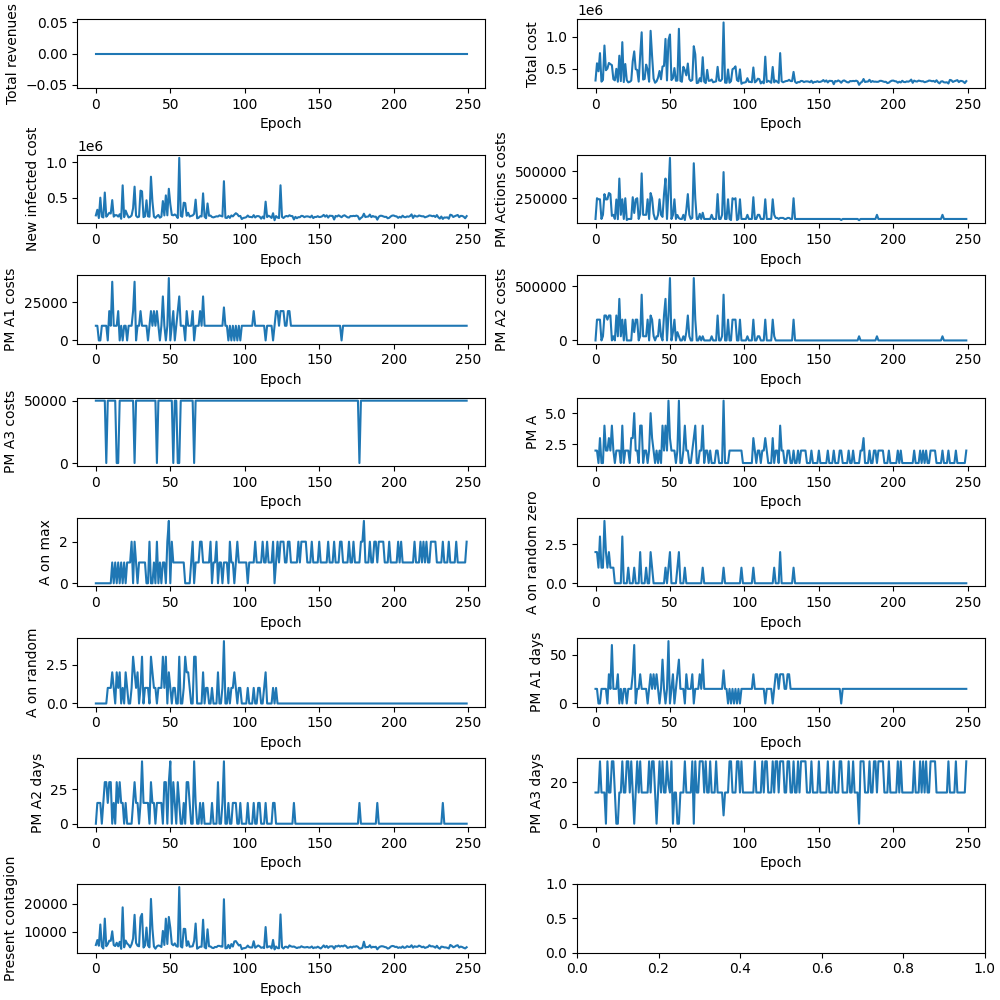 Total revenues
0.05
0.00
−0.05
0 50 100 150 200 250
Epoch
1e6
Total cost
1.0
0.5
0 50 100 150 200 250
Epoch
1e6
New infected cost
1.0
0.5
0 50 100 150 200 250
Epoch
PM Actions costs
500000
250000
0 50 100 150 200 250
Epoch
PM A1 costs
25000
0
0 50 100 150 200 250
Epoch
PM A2 costs
500000
0
0 50 100 150 200 250
Epoch
PM A3 costs
50000
0
0 50 100 150 200 250
Epoch
PM A
5.0
2.5
0 50 100 150 200 250
Epoch
A on max
2
0
0 50 100 150 200 250
Epoch
A on random zero
2.5
0.0
0 50 100 150 200 250
Epoch
A on random
2.5
0.0
0 50 100 150 200 250
Epoch
PM A1 days
50
0
0 50 100 150 200 250
Epoch
PM A2 days
25
0
0 50 100 150 200 250
Epoch
PM A3 days
20
0
0 50 100 150 200 250
Epoch
Present contagion
20000
10000
0 50 100 150 200 250
Epoch
1.0
0.5
0.0
0.0 0.2 0.4 0.6 0.8 1.0